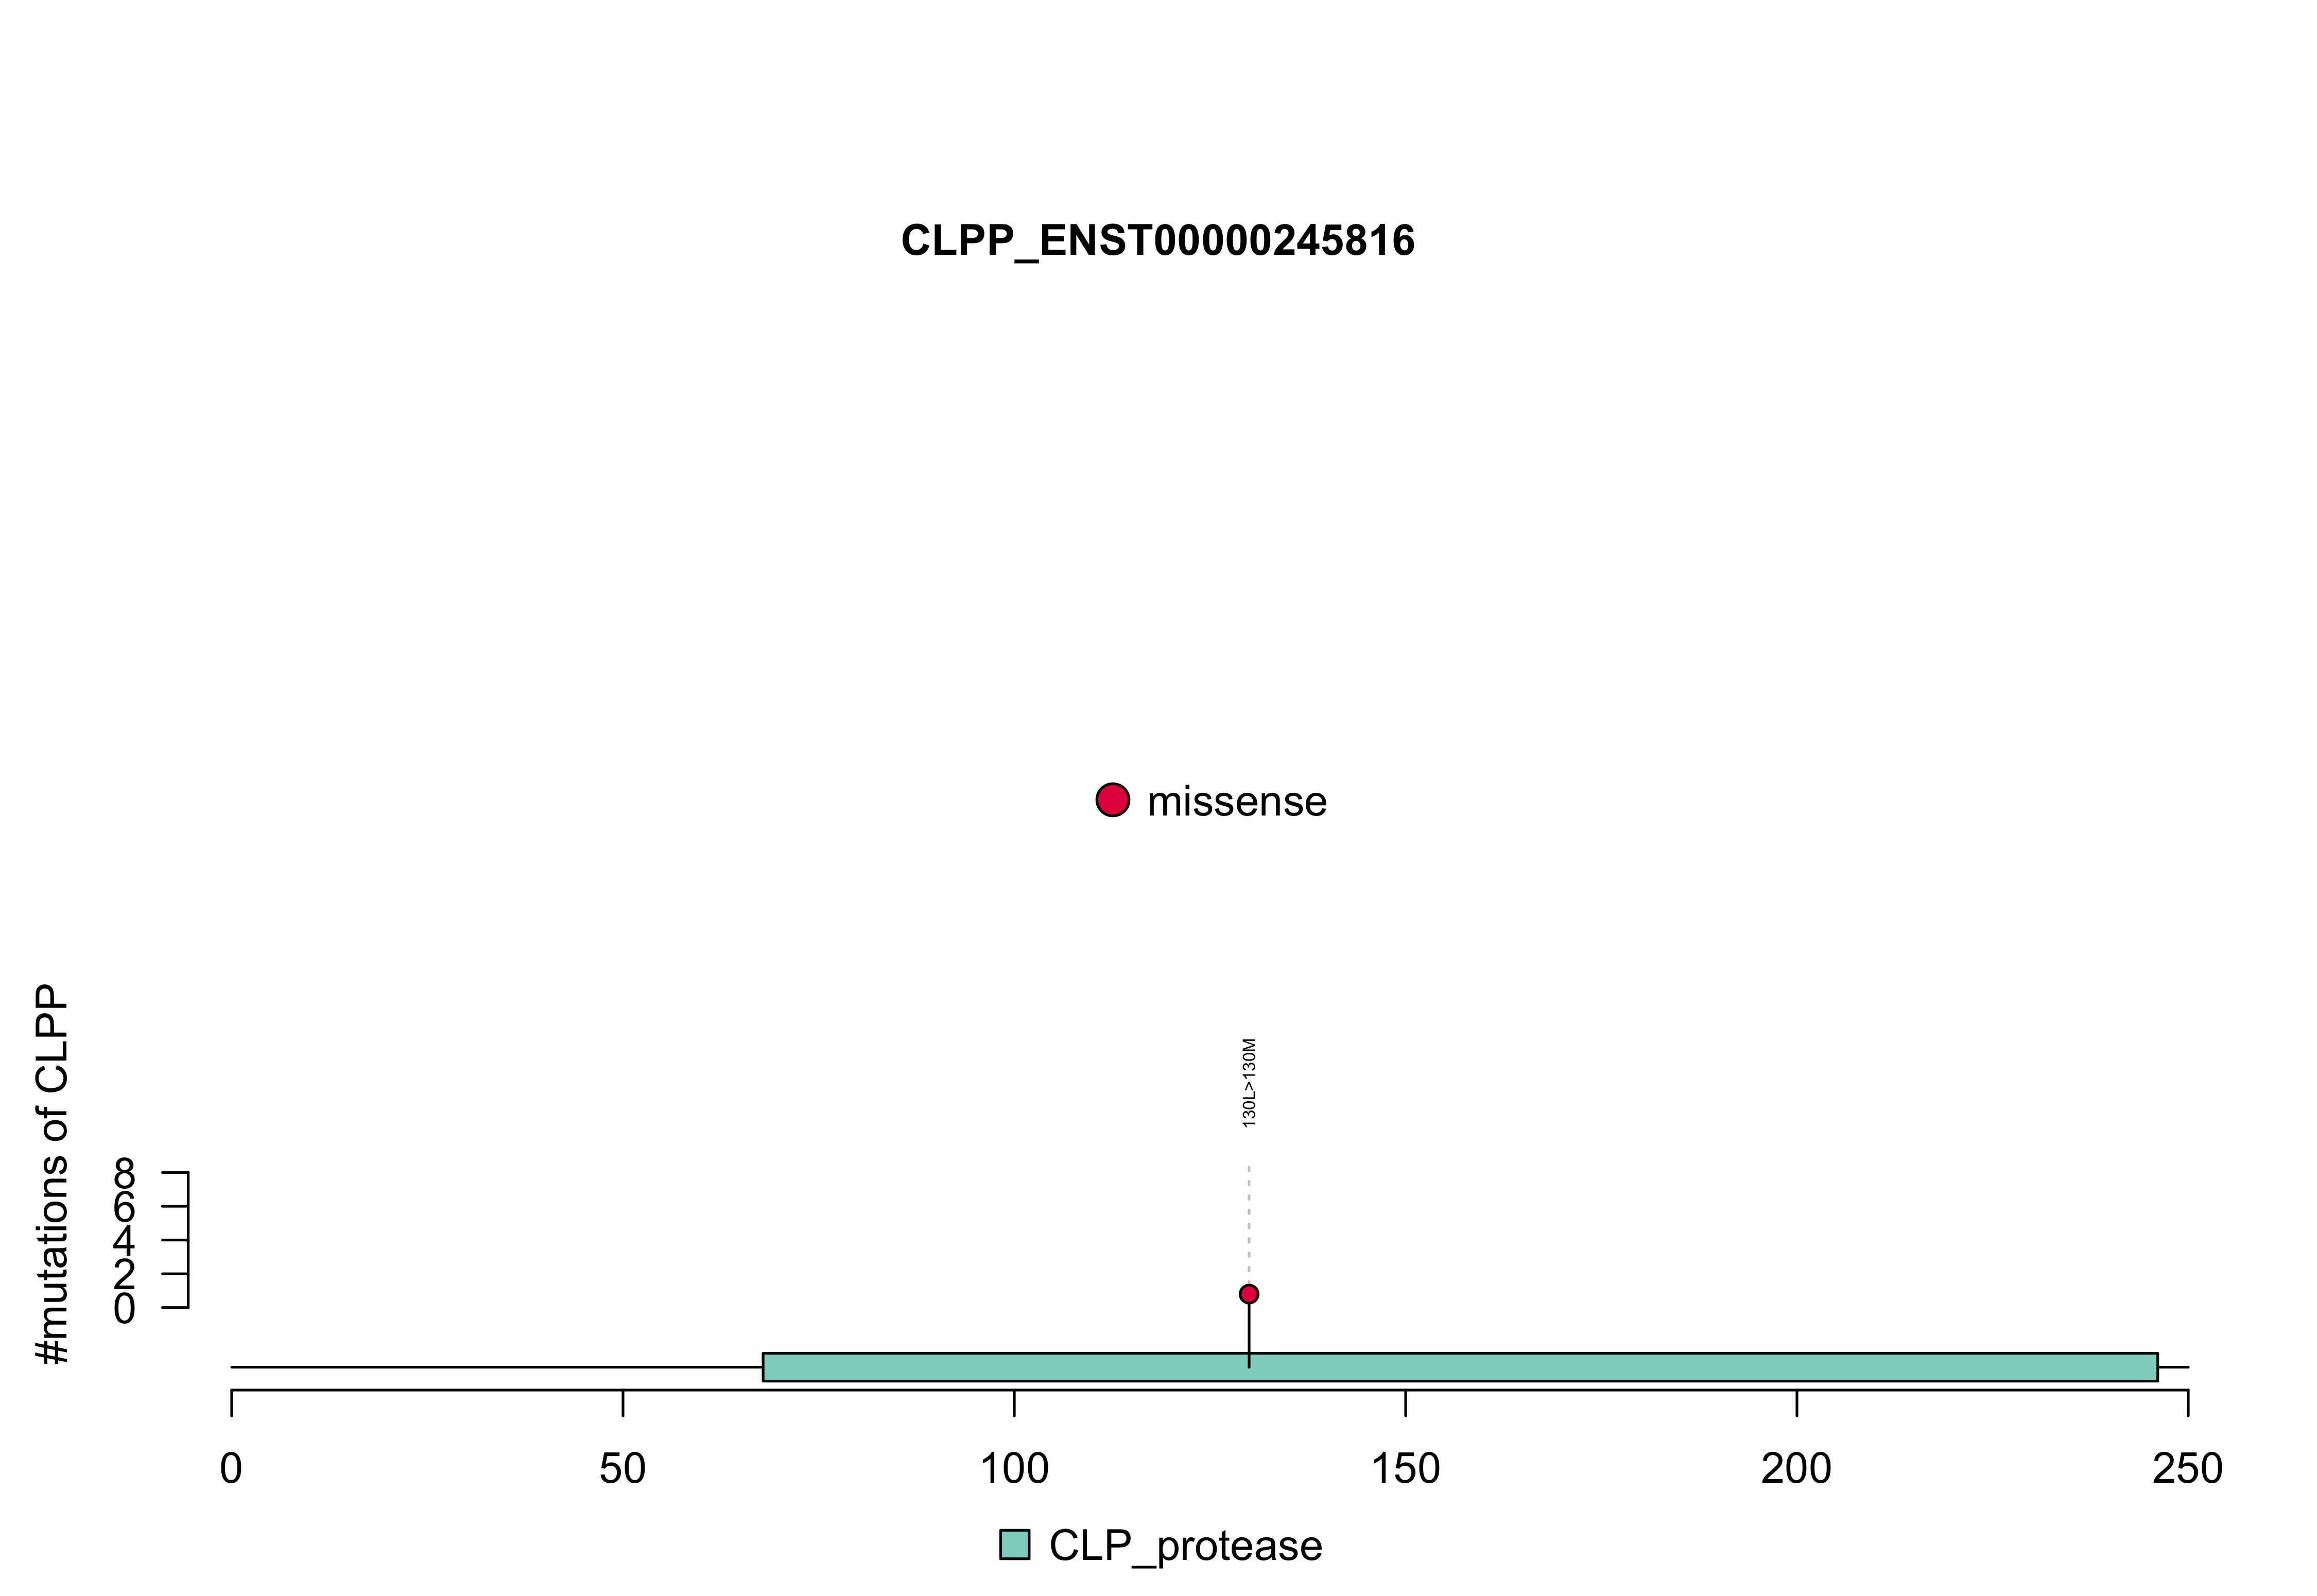 CLPP_ENST00000245816
missense
#mutations of CLPP
130L>130M
8
6
4
2
0
0 50 100 150 200 250
CLP_protease